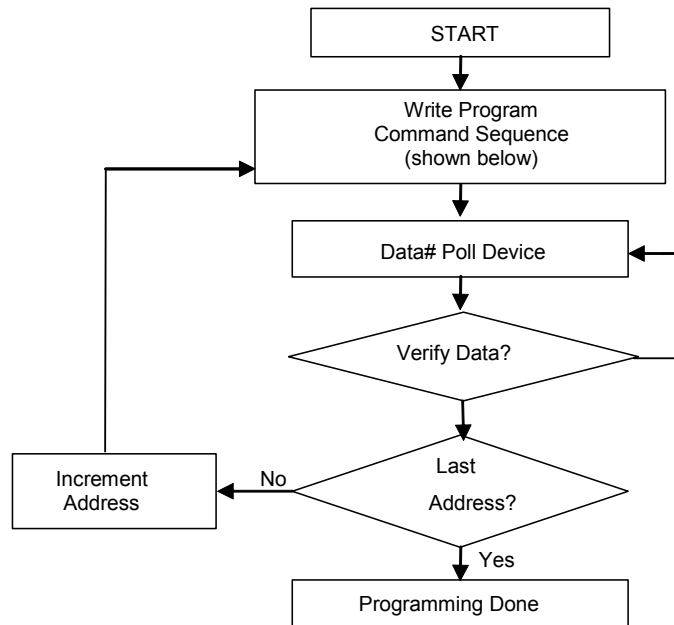 START
Write Program
Command Sequence
(shown below)
Data# Poll Device
Verify Data?
Last
Address?
No
Increment
Address
Yes
Programming Done